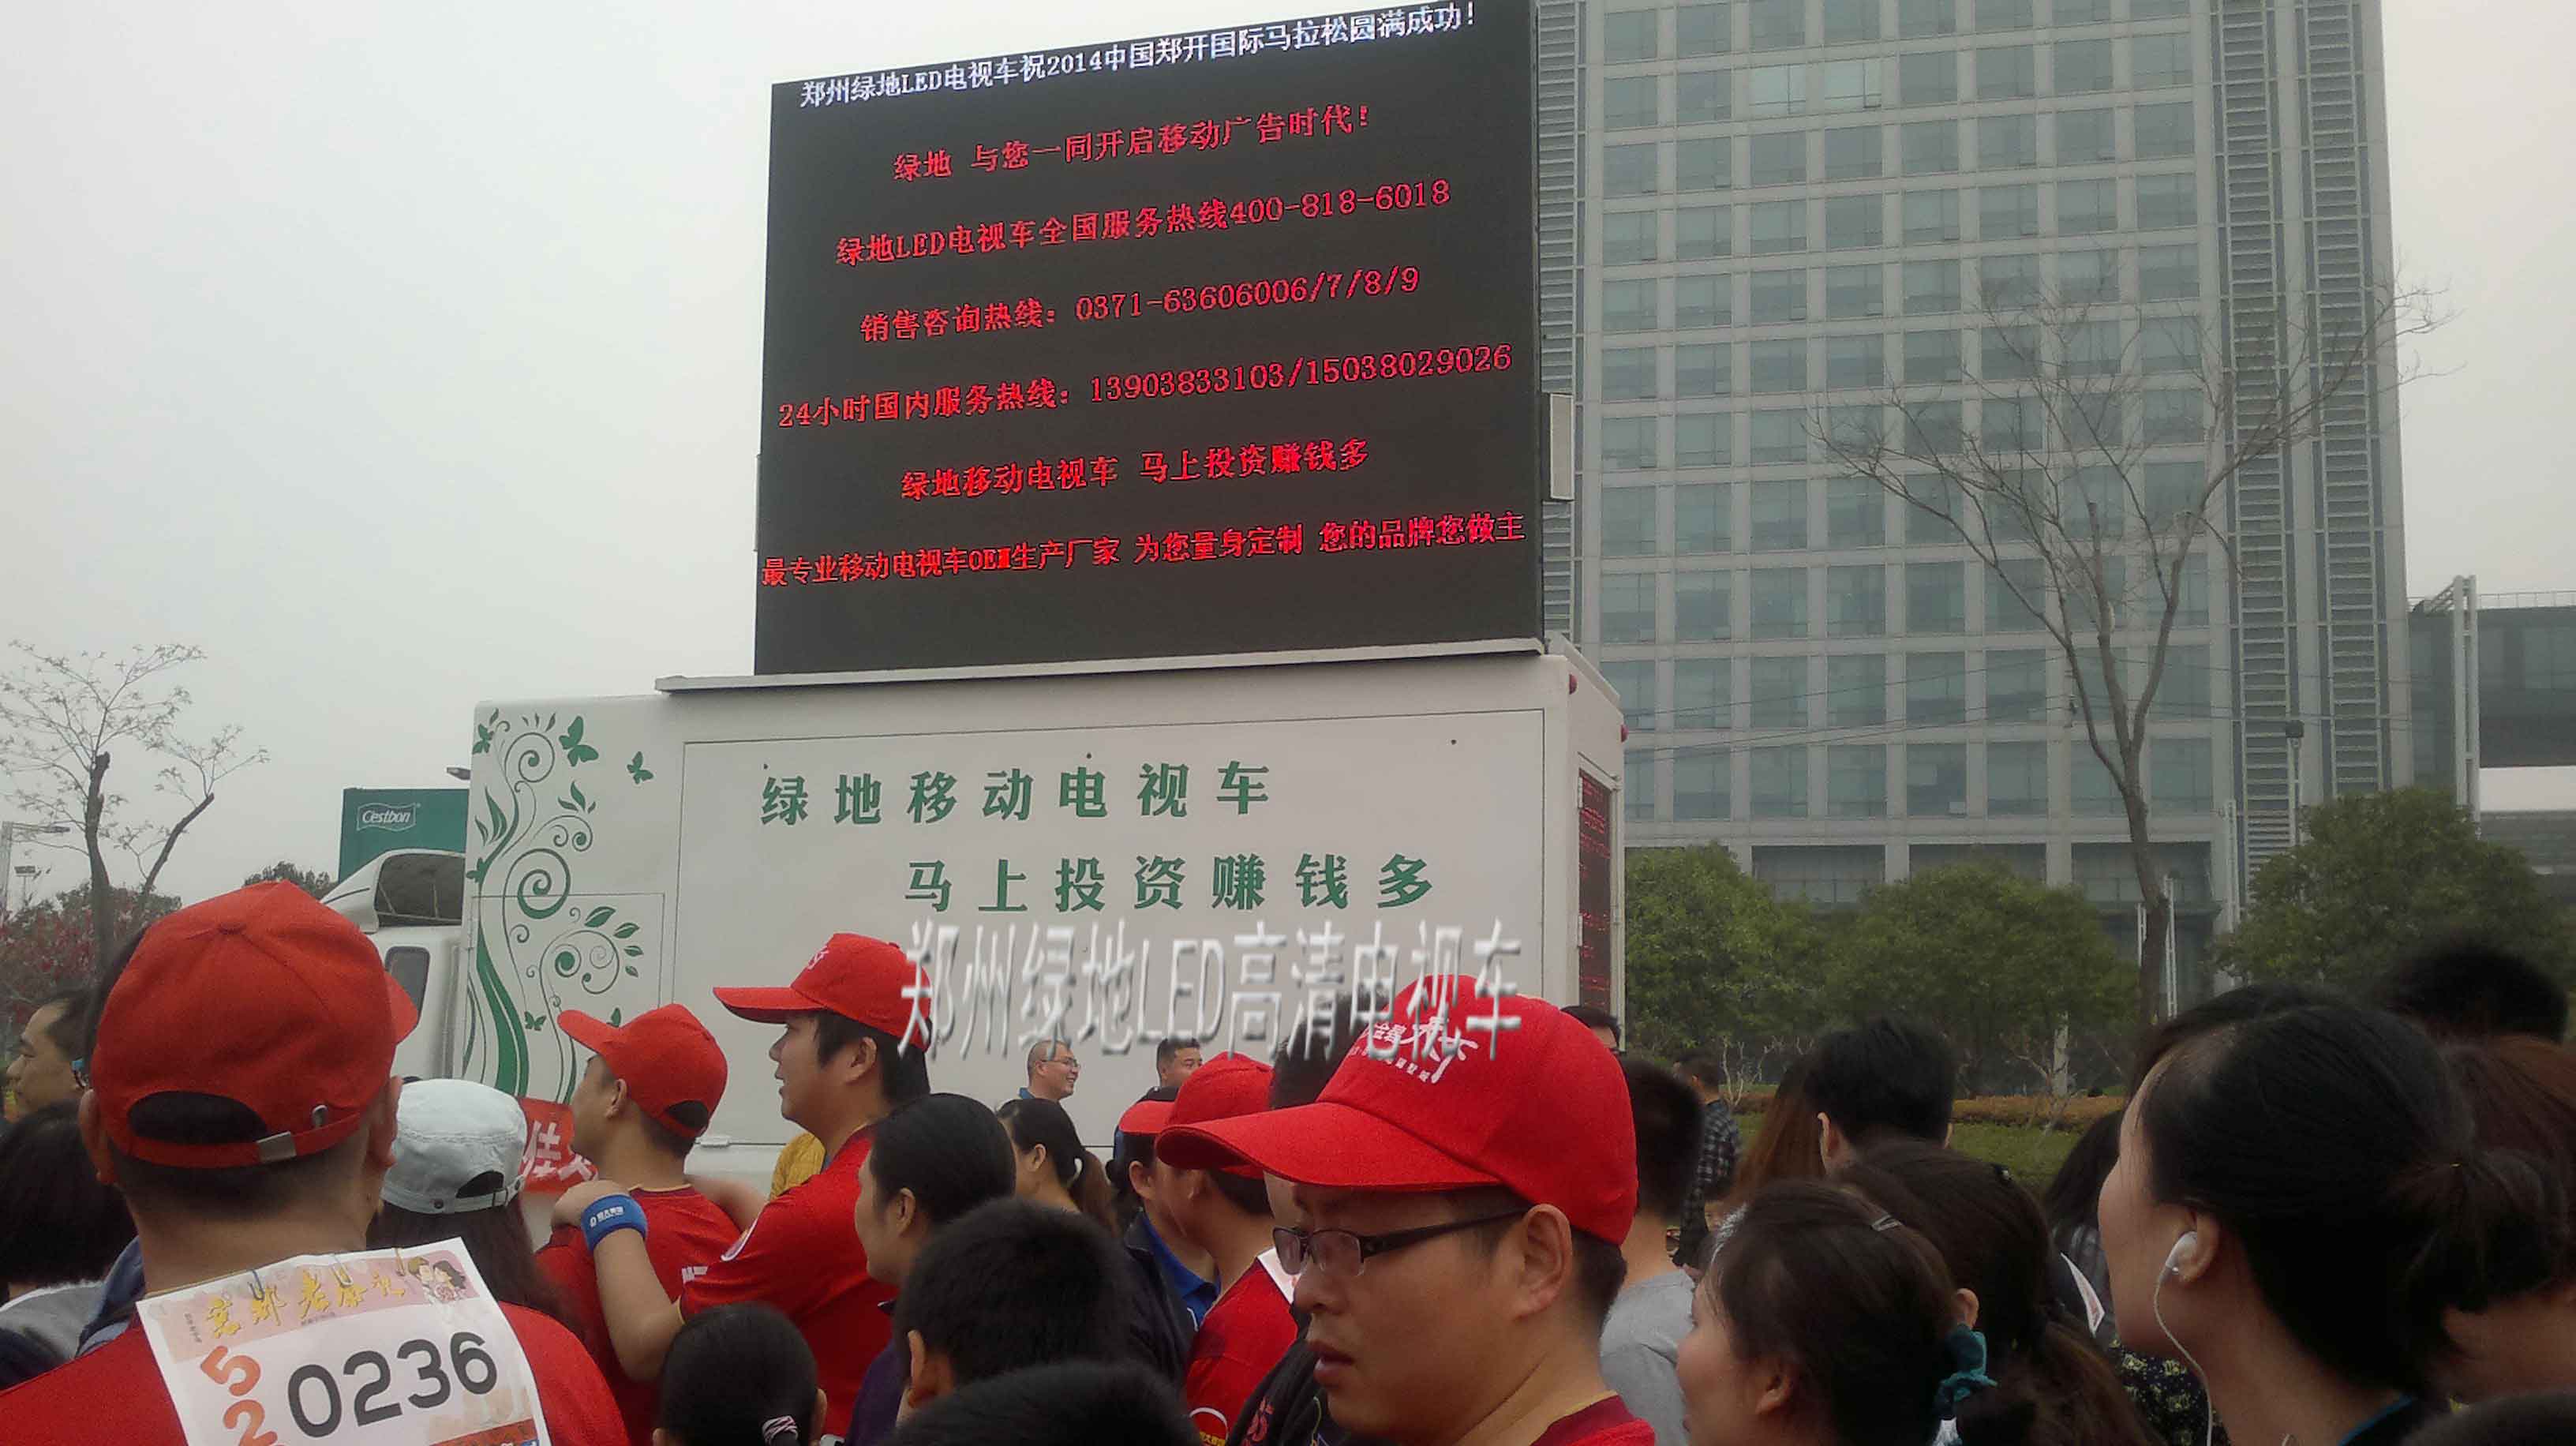 郑州绿地LED电视车祝2014中国郑开国际马拉松圆满成功!
绿地 与您一同开启移动广告时代!
绿地LED电视车全国服务热线400-818-6018
销售咨询热线: 0371-63606006/7/8/9
24小时国内服务热线: 13903833103/15038029026
绿地移动电视车 马上投资赚钱多
最专业移动电视车OEM生产厂家 为您量身定制 您的品牌您做主
绿地移动电视车
马上投资赚钱多
Cestbon
郑州绿地LED高清电视车
0236
52